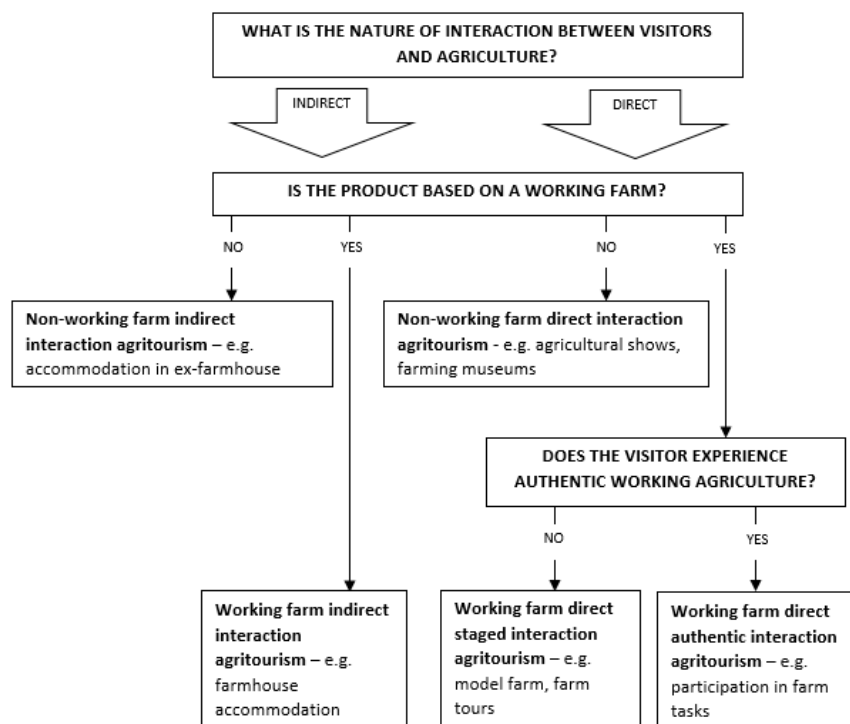 WHAT IS THE NATURE OF INTERACTION BETWEEN VISITORS
AND AGRICULTURE?
INDIRECT
DIRECT
IS THE PRODUCT BASED ON A WORKING FARM?
NO
YES
NO
YES
Non-working farm indirect
interaction agritourism – e.g.
accommodation in ex-farmhouse
Non-working farm direct interaction
agritourism - e.g. agricultural shows,
farming museums
DOES THE VISITOR EXPERIENCE
AUTHENTIC WORKING AGRICULTURE?
NO
YES
Working farm indirect
interaction
agritourism – e.g.
farmhouse
accommodation
Working farm direct
staged interaction
agritourism – e.g.
model farm, farm
tours
Working farm direct
authentic interaction
agritourism – e.g.
participation in farm
tasks